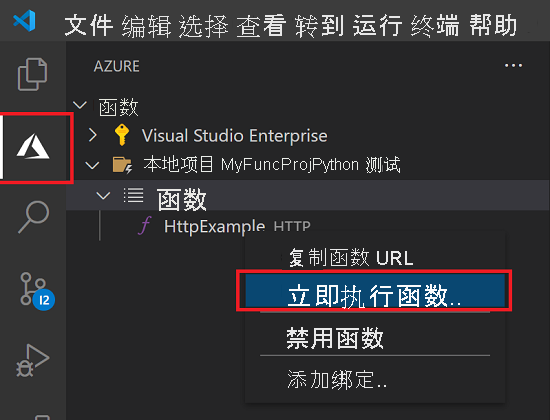 文件 编辑 选择 查看 转到 运行 终端 帮助
AZURE
函数
Visual Studio Enterprise
本地项目 MyFuncProjPython 测试
函数
HttpExample HTTP
复制函数 URL
立即执行函数..
12
禁用函数
添加绑定..